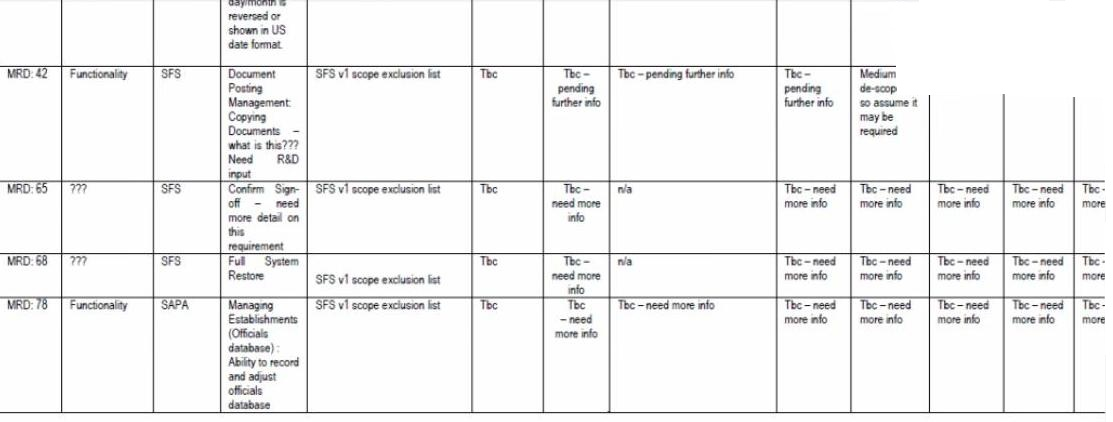 day/month is
reversed or
shown in US
date format.
MRD: 42
Functionality
SFS
Document
Posting
Management:
Copying
Documents –
what is this???
Need R&D
input
SFS v1 scope exclusion list
Tbc
Tbc –
pending
further info
Tbc – pending further info
Tbc –
pending
further info
Medium
de-scop
so assume it
may be
required
MRD: 65
???
SFS
Confirm Sign-
off – need
more detail on
this
requirement
SFS v1 scope exclusion list
Tbc
Tbc –
need more
info
n/a
Tbc – need
more info
Tbc – need
more info
Tbc – need
more info
Tbc – need
more info
Tbc -
more
MRD: 68
???
SFS
Full System
Restore
SFS v1 scope exclusion list
Tbc
Tbc –
need more
info
n/a
Tbc – need
more info
Tbc – need
more info
Tbc – need
more info
Tbc – need
more info
Tbc -
more
MRD: 78
Functionality
SAPA
Managing
Establishments
(Officials
database) :
Ability to record
and adjust
officials
database
SFS v1 scope exclusion list
Tbc
Tbc
– need
more info
Tbc – need more info
Tbc – need
more info
Tbc – need
more info
Tbc – need
more info
Tbc – need
more info
Tbc -
more